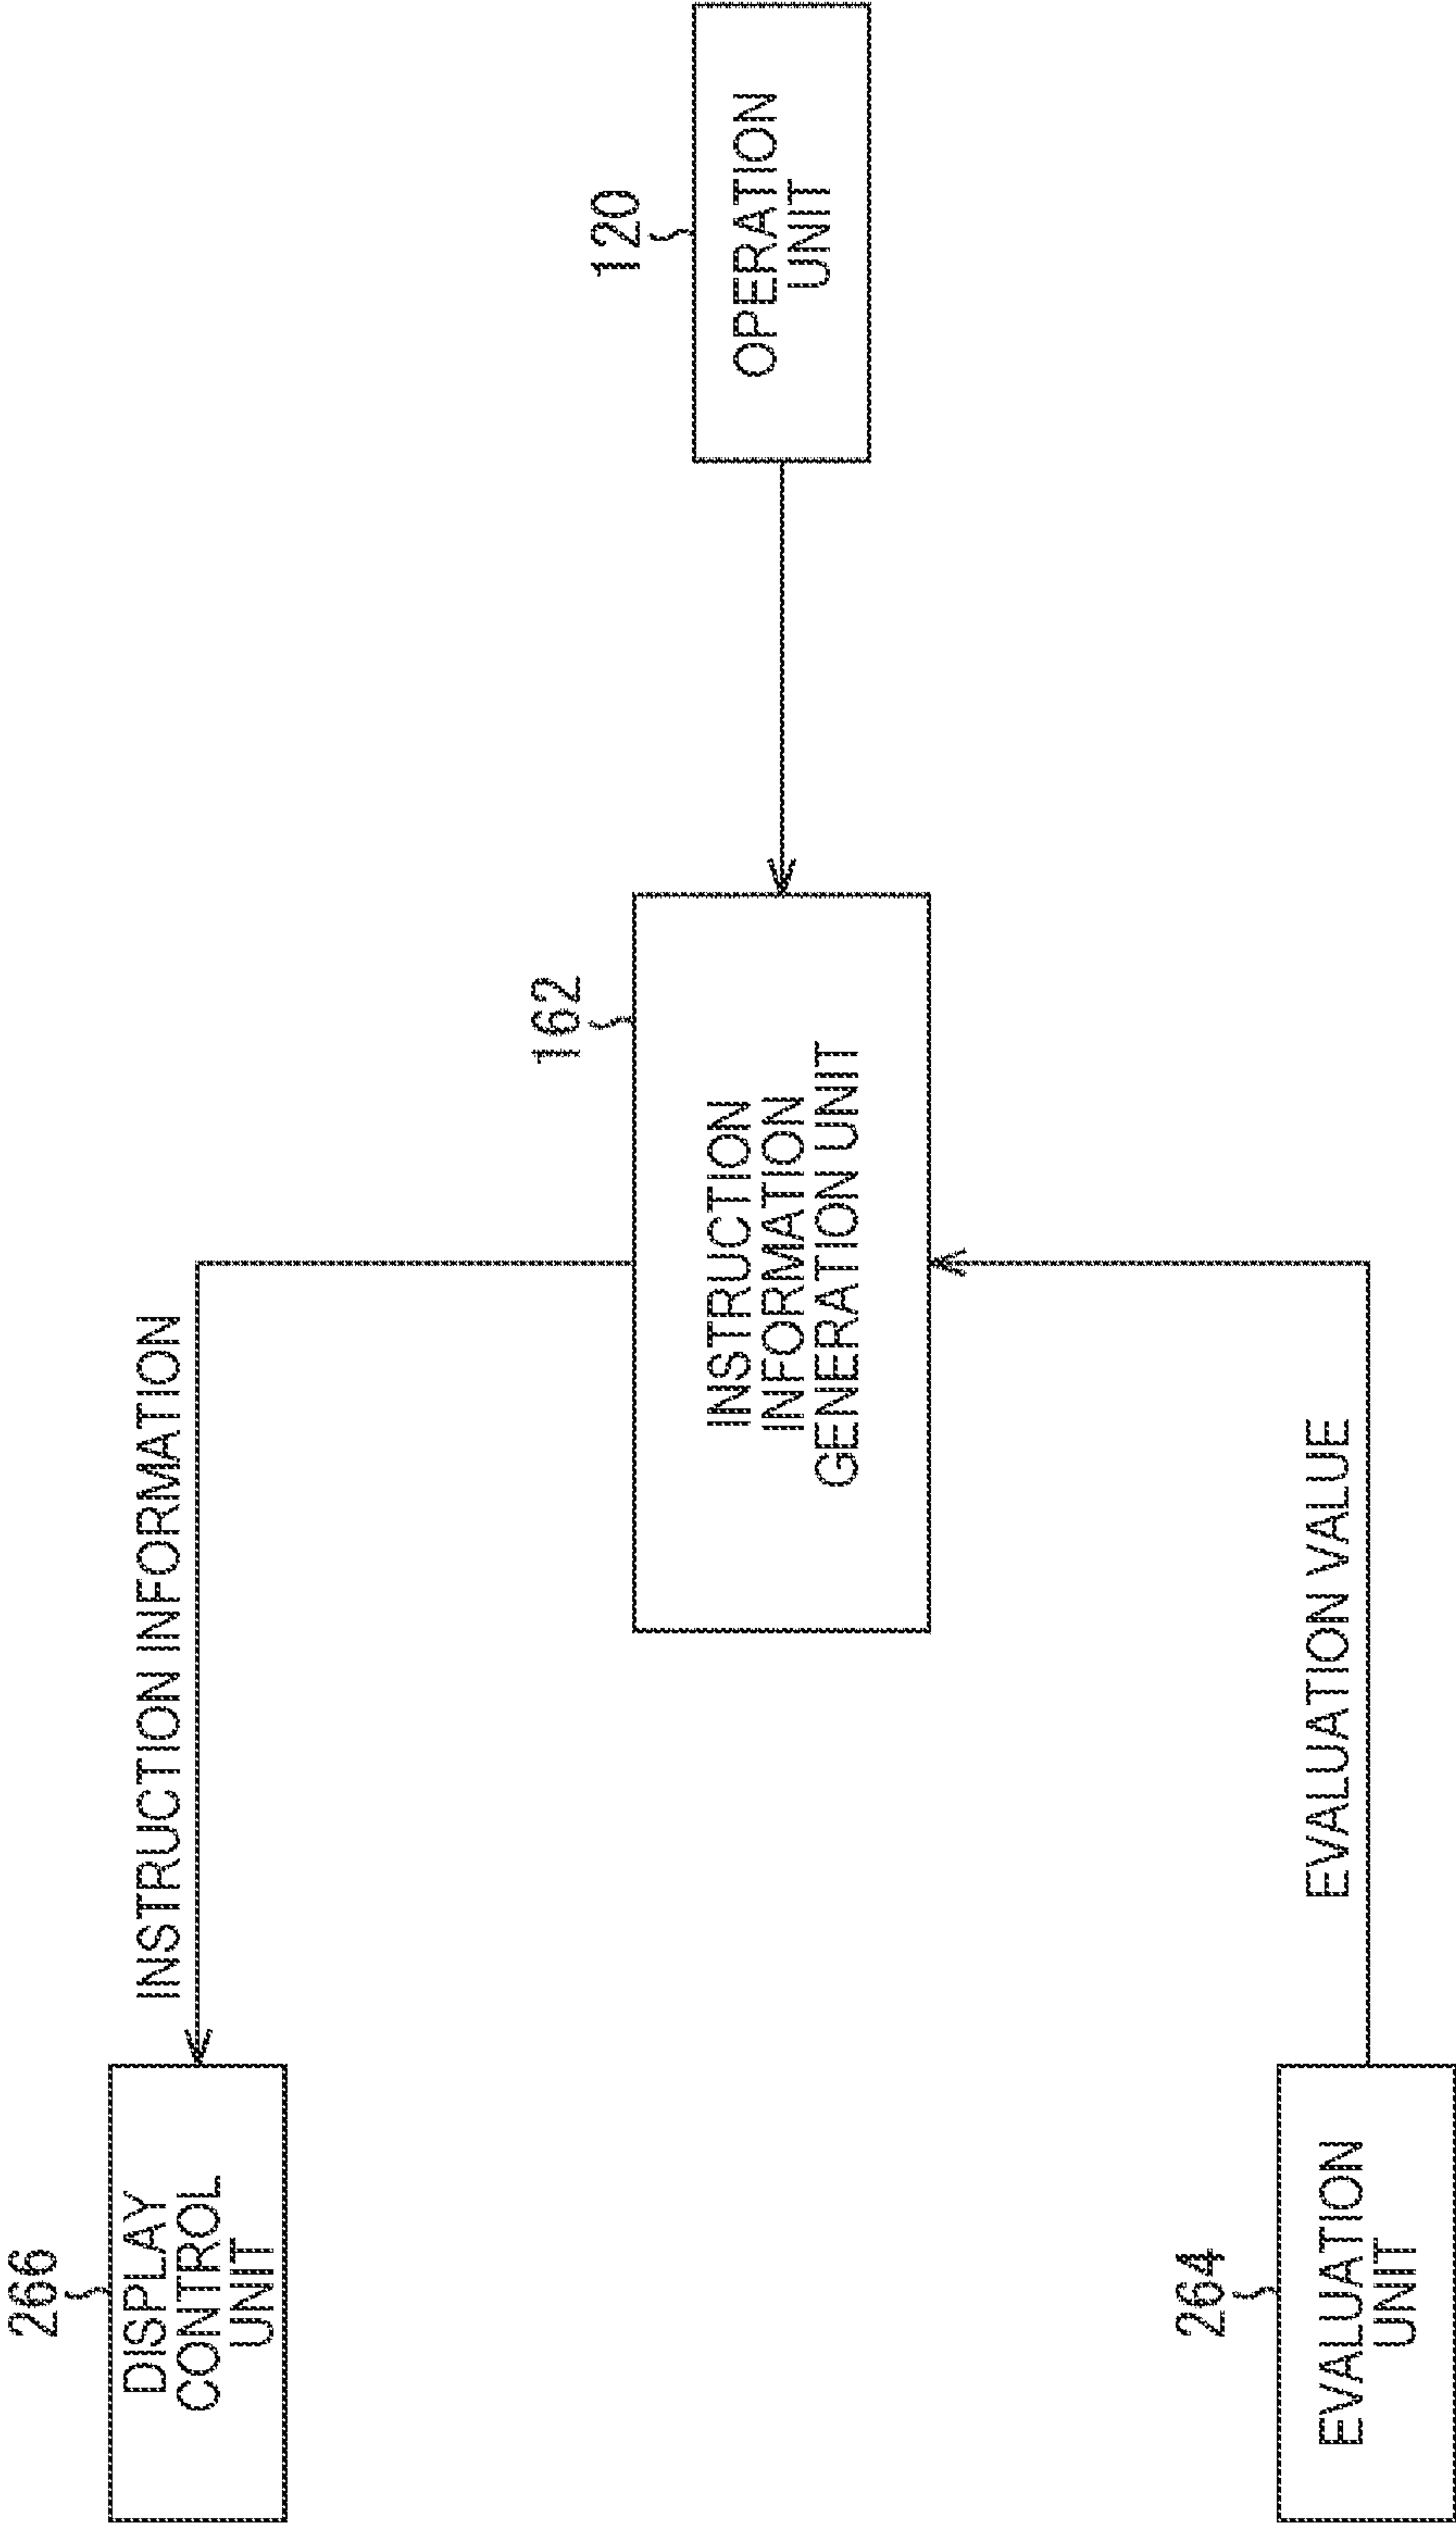 266
DISPLAY
CONTROL
UNIT
INSTRUCTION INFORMATION
162
INSTRUCTION
INFORMATION
GENERATION UNIT
120
OPERATION
UNIT
264
EVALUATION
UNIT
EVALUATION VALUE